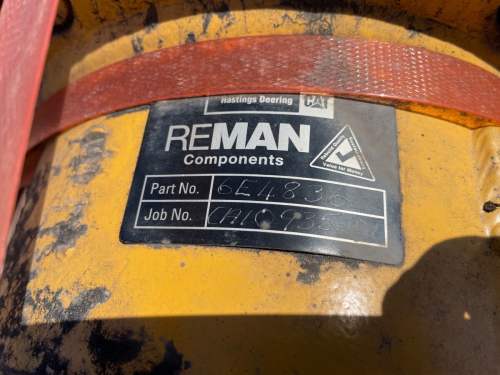 Hastings Deering CAT
REMAN
Components
Value for Money
Part No. 6E4836
Job No.